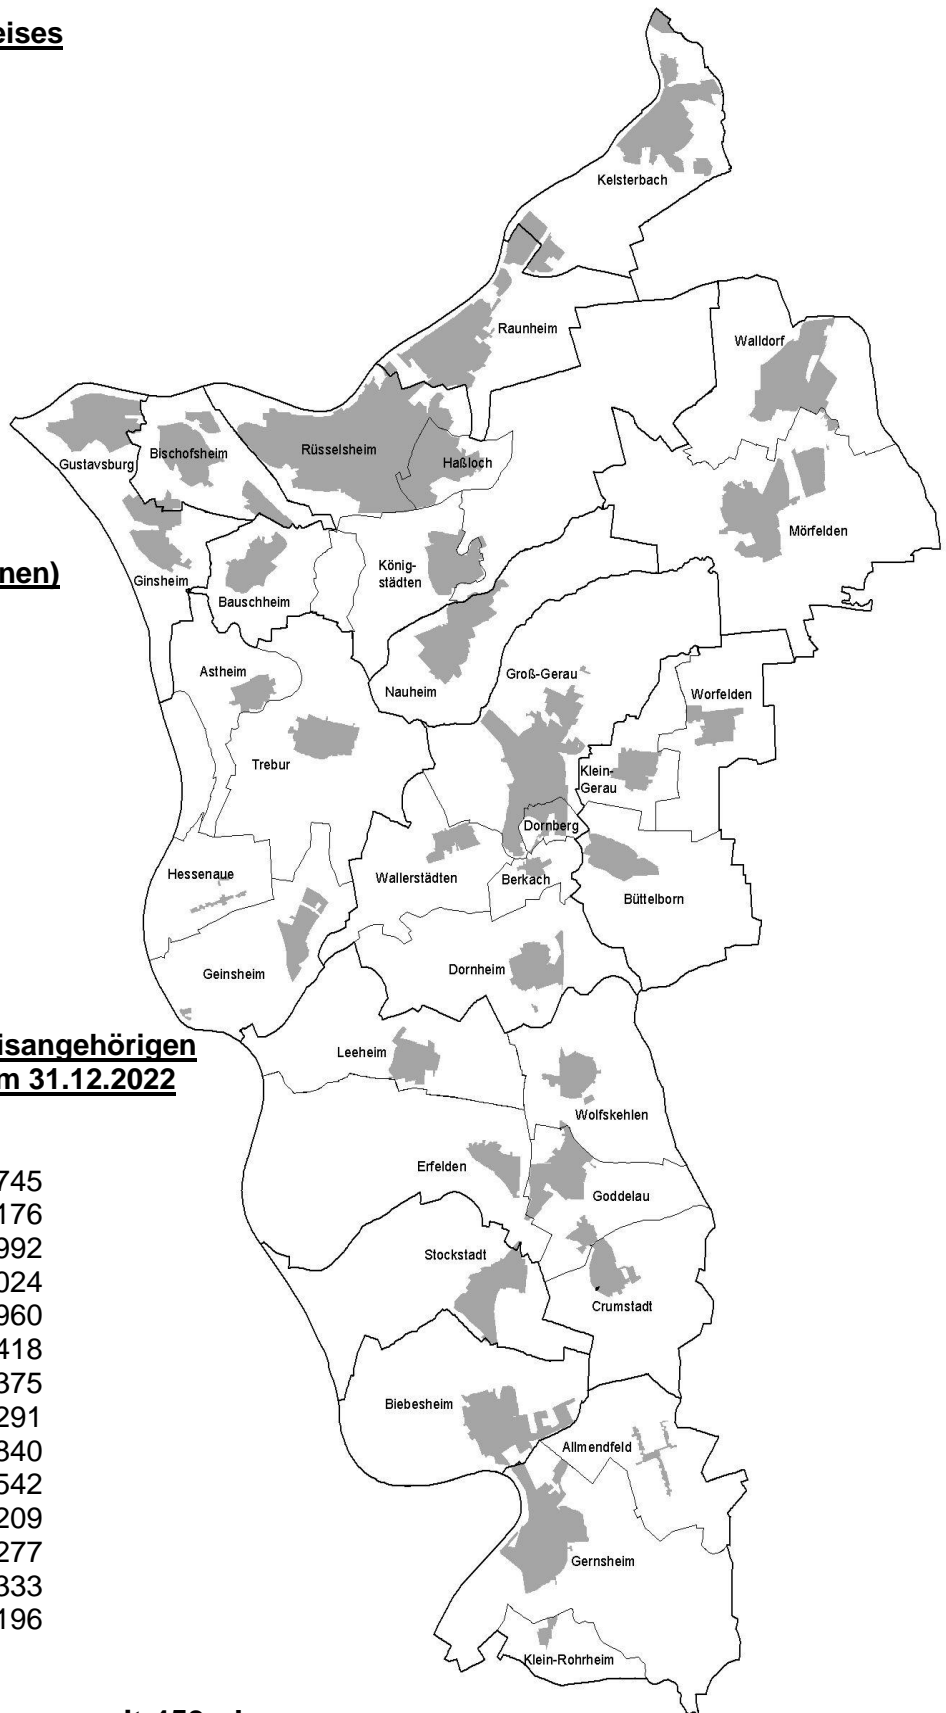 eises
Kelsterbach
Raunheim
Walldorf
Gustavsburg
Bischofsheim
Rüsselsheim
Haßloch
Mörfelden
nen)
Ginsheim
Bauschheim
König-
städten
Astheim
Nauheim
Groß-Gerau
Worfelden
Trebur
Klein-
Gerau
Dornberg
Hessenaue
Wallerstädten
Berkach
Büttelborn
Geinsheim
Dornheim
isangehörigen
m 31.12.2022
Leeheim
Wolfskehlen
Erfelden
Goddelau
Stockstadt
Crumstadt
745
176
992
024
960
418
375
291
840
542
209
277
333
196
Biebesheim
Allmendfeld
Gernsheim
Klein-Rohrheim